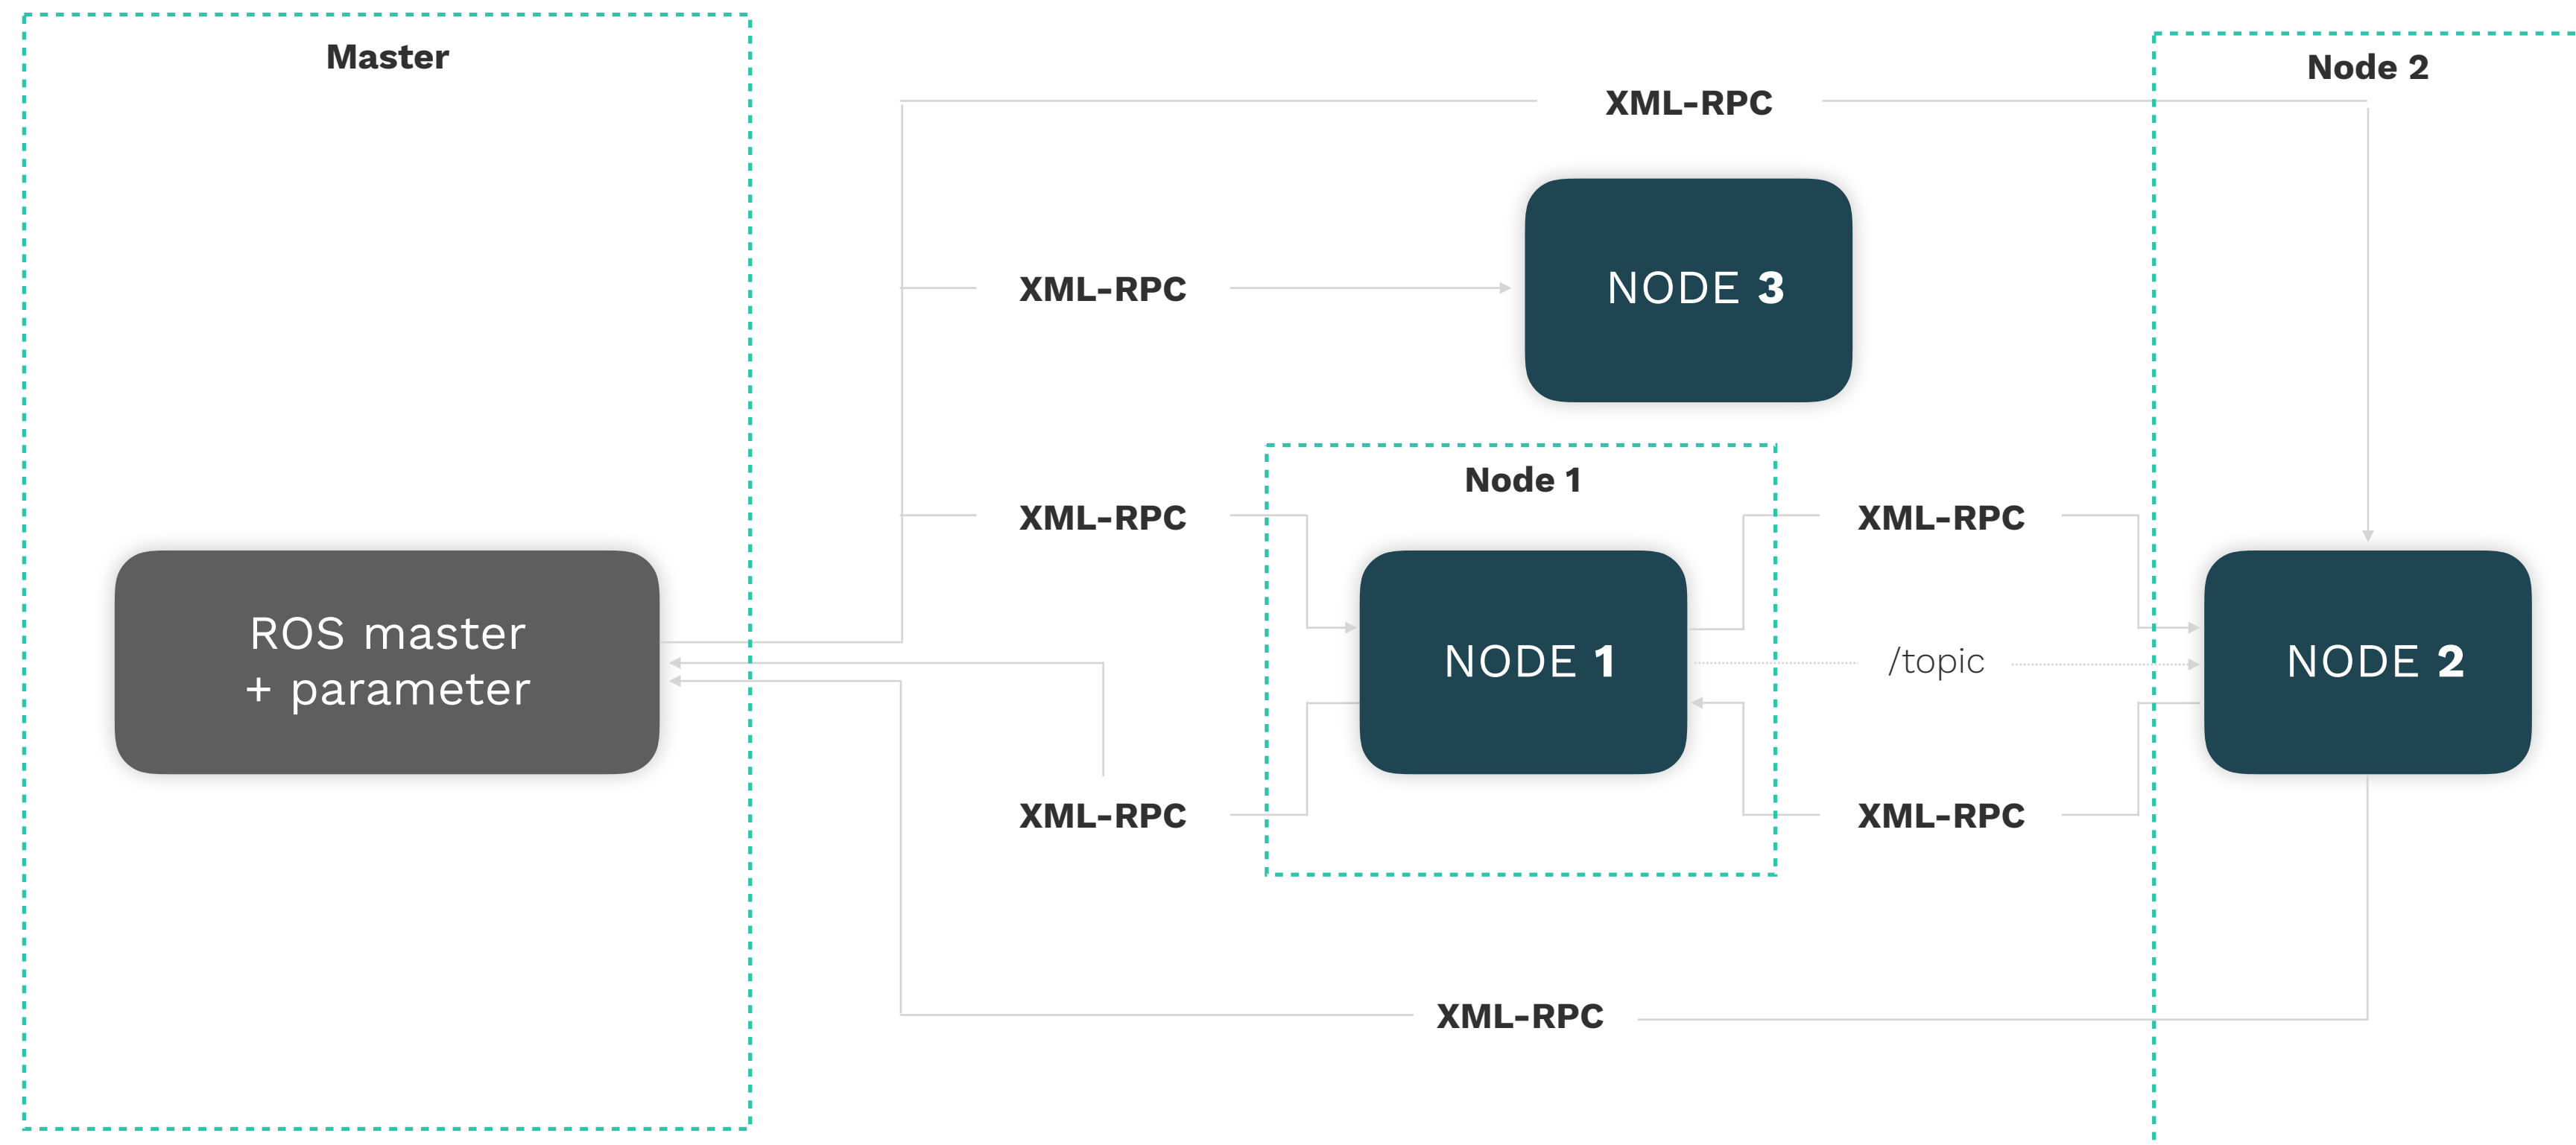 Master
Node 2
XML-RPC
XML-RPC
NODE 3
Node 1
XML-RPC
XML-RPC
ROS master
+ parameter
NODE 1
/topic
NODE 2
XML-RPC
XML-RPC
XML-RPC